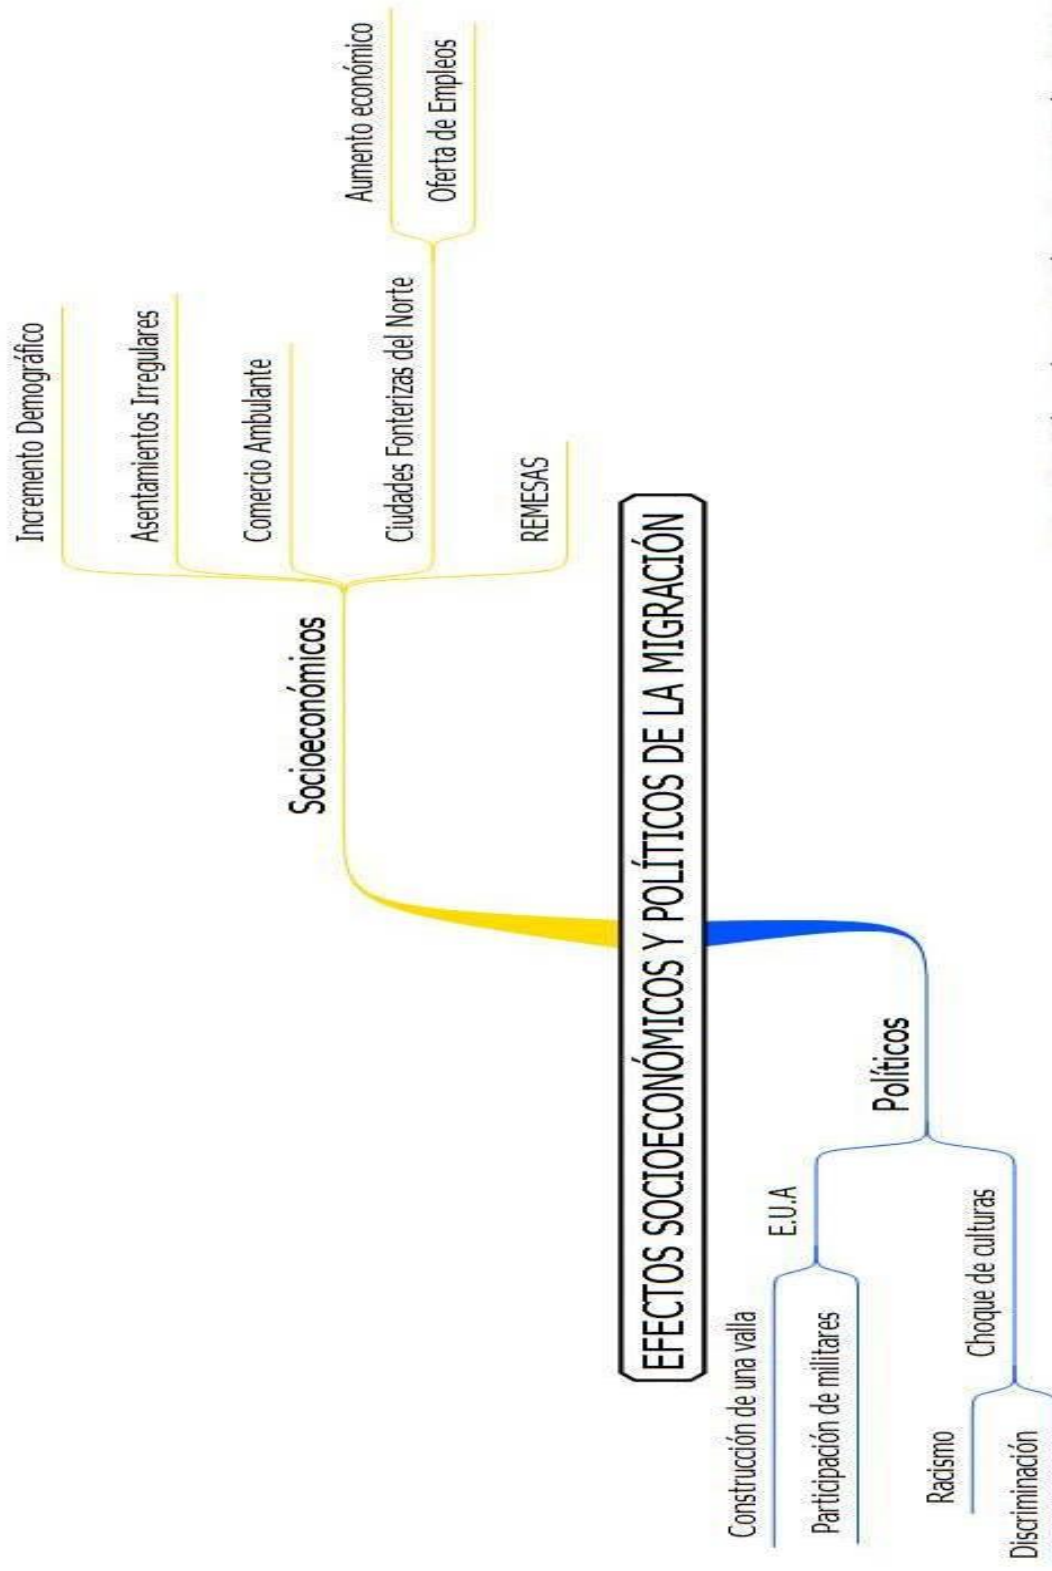 Incremento Demográfico
Asentamientos Irregulares
Comercio Ambulante
Ciudades Fonterizas del Norte
Aumento económico
Oferta de Empleos
REMESAS
Socioeconómicos
EFECTOS SOCIOECONÓMICOS Y POLÍTICOS DE LA MIGRACIÓN
Políticos
E.U.A
Construcción de una valla
Participación de militares
Choque de culturas
Racismo
Discriminación